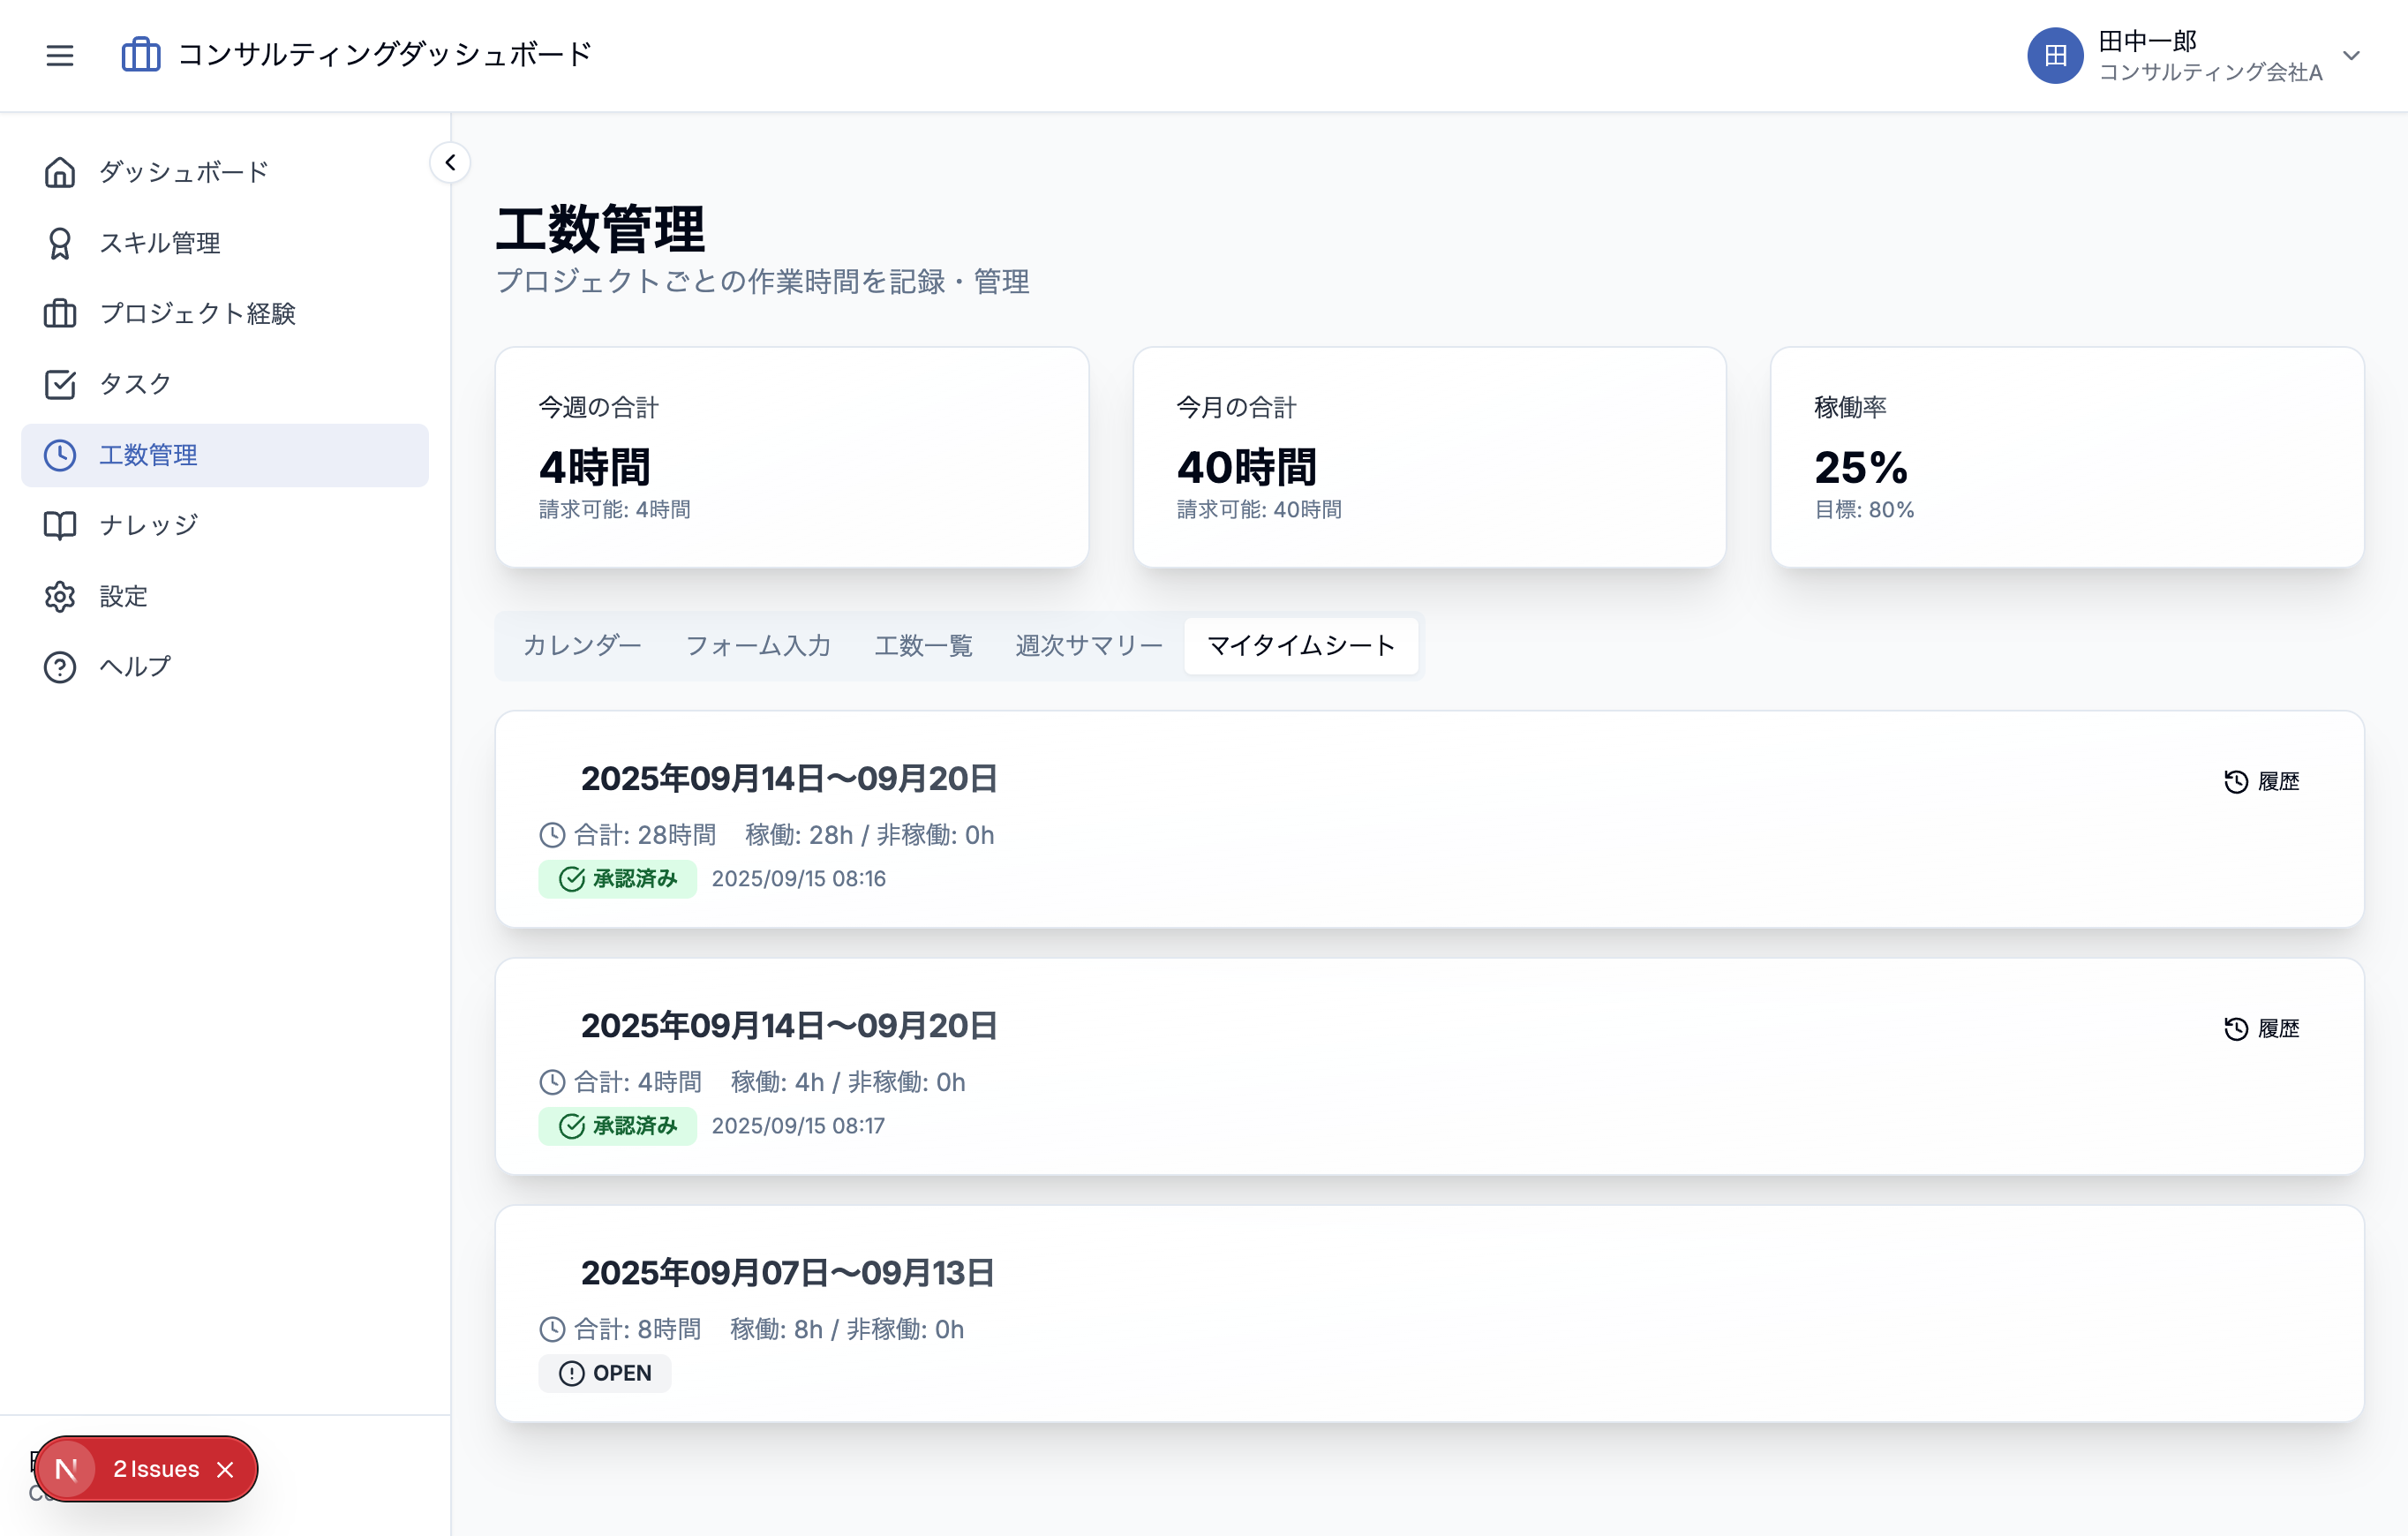 コンサルティングダッシュボード
田
田中一郎
コンサルティング会社A
ダッシュボード
スキル管理
プロジェクト経験
タスク
工数管理
ナレッジ
設定
ヘルプ
工数管理
プロジェクトごとの作業時間を記録・管理
今週の合計
4時間
請求可能: 4時間
今月の合計
40時間
請求可能: 40時間
稼働率
25%
目標: 80%
カレンダー フォーム入力 工数一覧 週次サマリー マイタイムシート
2025年09月14日〜09月20日
履歴
合計: 28時間 稼働: 28h / 非稼働: 0h
承認済み 2025/09/15 08:16
2025年09月14日〜09月20日
履歴
合計: 4時間 稼働: 4h / 非稼働: 0h
承認済み 2025/09/15 08:17
2025年09月07日〜09月13日
合計: 8時間 稼働: 8h / 非稼働: 0h
OPEN
N 2 Issues